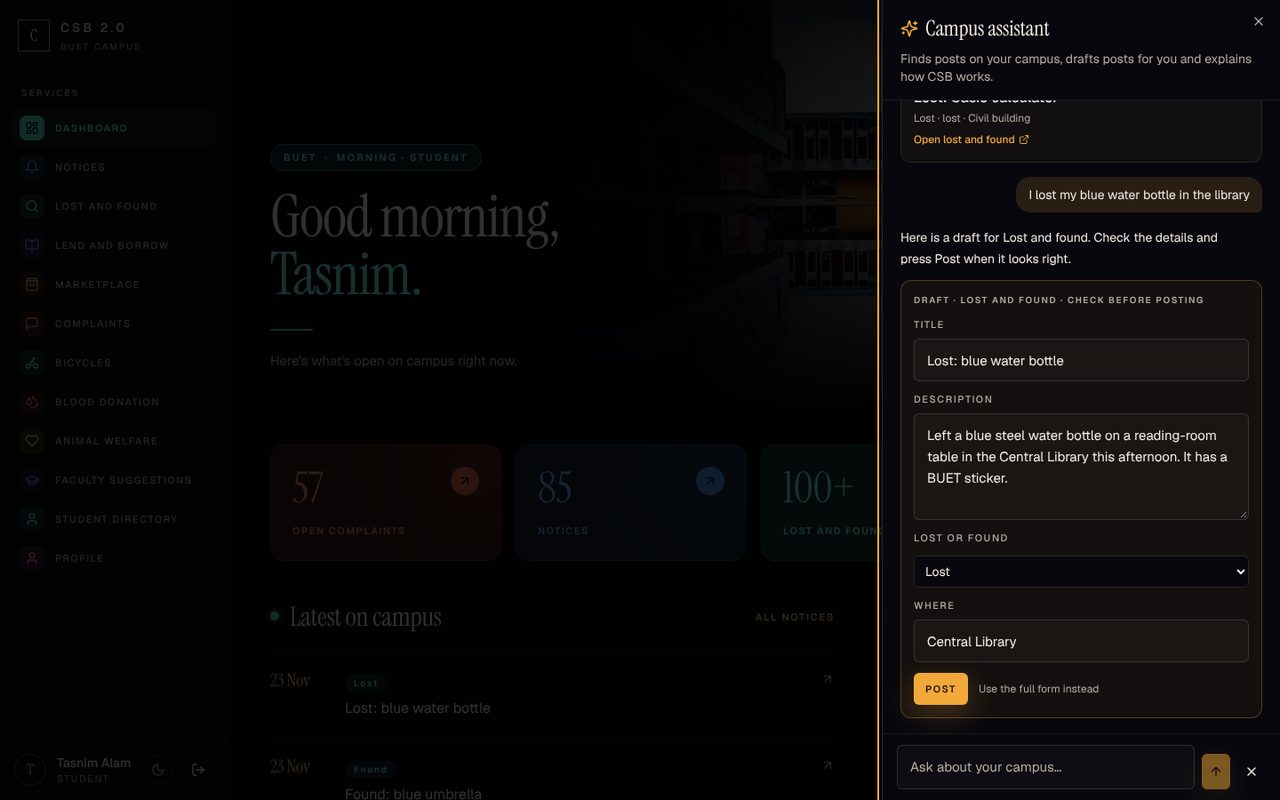 C
CSB 2.0
BUET CAMPUS
SERVICES
DASHBOARD
NOTICES
LOST AND FOUND
LEND AND BORROW
MARKETPLACE
COMPLAINTS
BICYCLES
BLOOD DONATION
ANIMAL WELFARE
FACULTY SUGGESTIONS
STUDENT DIRECTORY
PROFILE
T
Tasnim Alam
STUDENT
BUET · MORNING · STUDENT
Good morning,
Tasnim.
Here's what's open on campus right now.
57
OPEN COMPLAINTS
85
NOTICES
100+
LOST AND FOUN
Latest on campus
ALL NOTICES
23 Nov
Lost
Lost: blue water bottle
23 Nov
Found
Found: blue umbrella
Campus assistant
Finds posts on your campus, drafts posts for you and explains
how CSB works.
Lost: Casio calculator
Lost · lost · Civil building
Open lost and found
I lost my blue water bottle in the library
Here is a draft for Lost and found. Check the details and
press Post when it looks right.
DRAFT · LOST AND FOUND · CHECK BEFORE POSTING
TITLE
Lost: blue water bottle
DESCRIPTION
Left a blue steel water bottle on a reading-room
table in the Central Library this afternoon. It has a
BUET sticker.
LOST OR FOUND
Lost
WHERE
Central Library
POST
Use the full form instead
Ask about your campus...